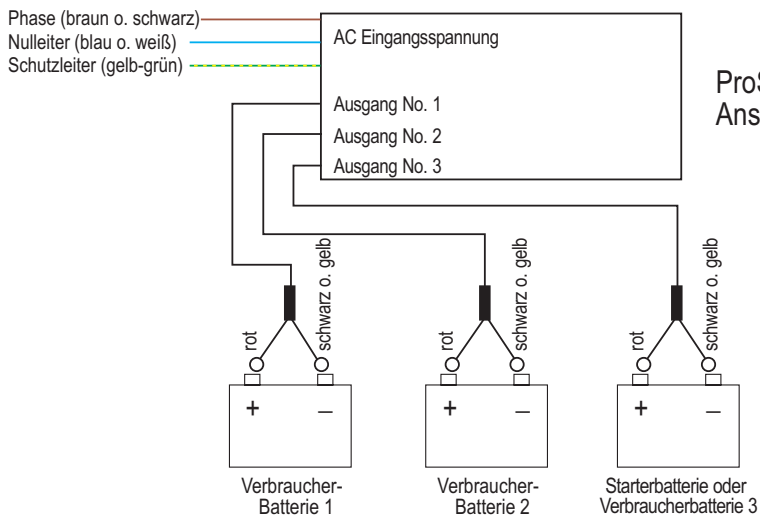 Phase (braun o. schwarz)
Nulleiter (blau o. weiß)
Schutzleiter (gelb-grün)
AC Eingangsspannung
Ausgang No. 1
Ausgang No. 2
Ausgang No. 3
rot
schwarz o. gelb
rot
schwarz o. gelb
rot
schwarz o. gelb
+ –
+ –
+ –
Verbraucher-
Batterie 1
Verbraucher-
Batterie 2
Starterbatterie oder
Verbraucherbatterie 3